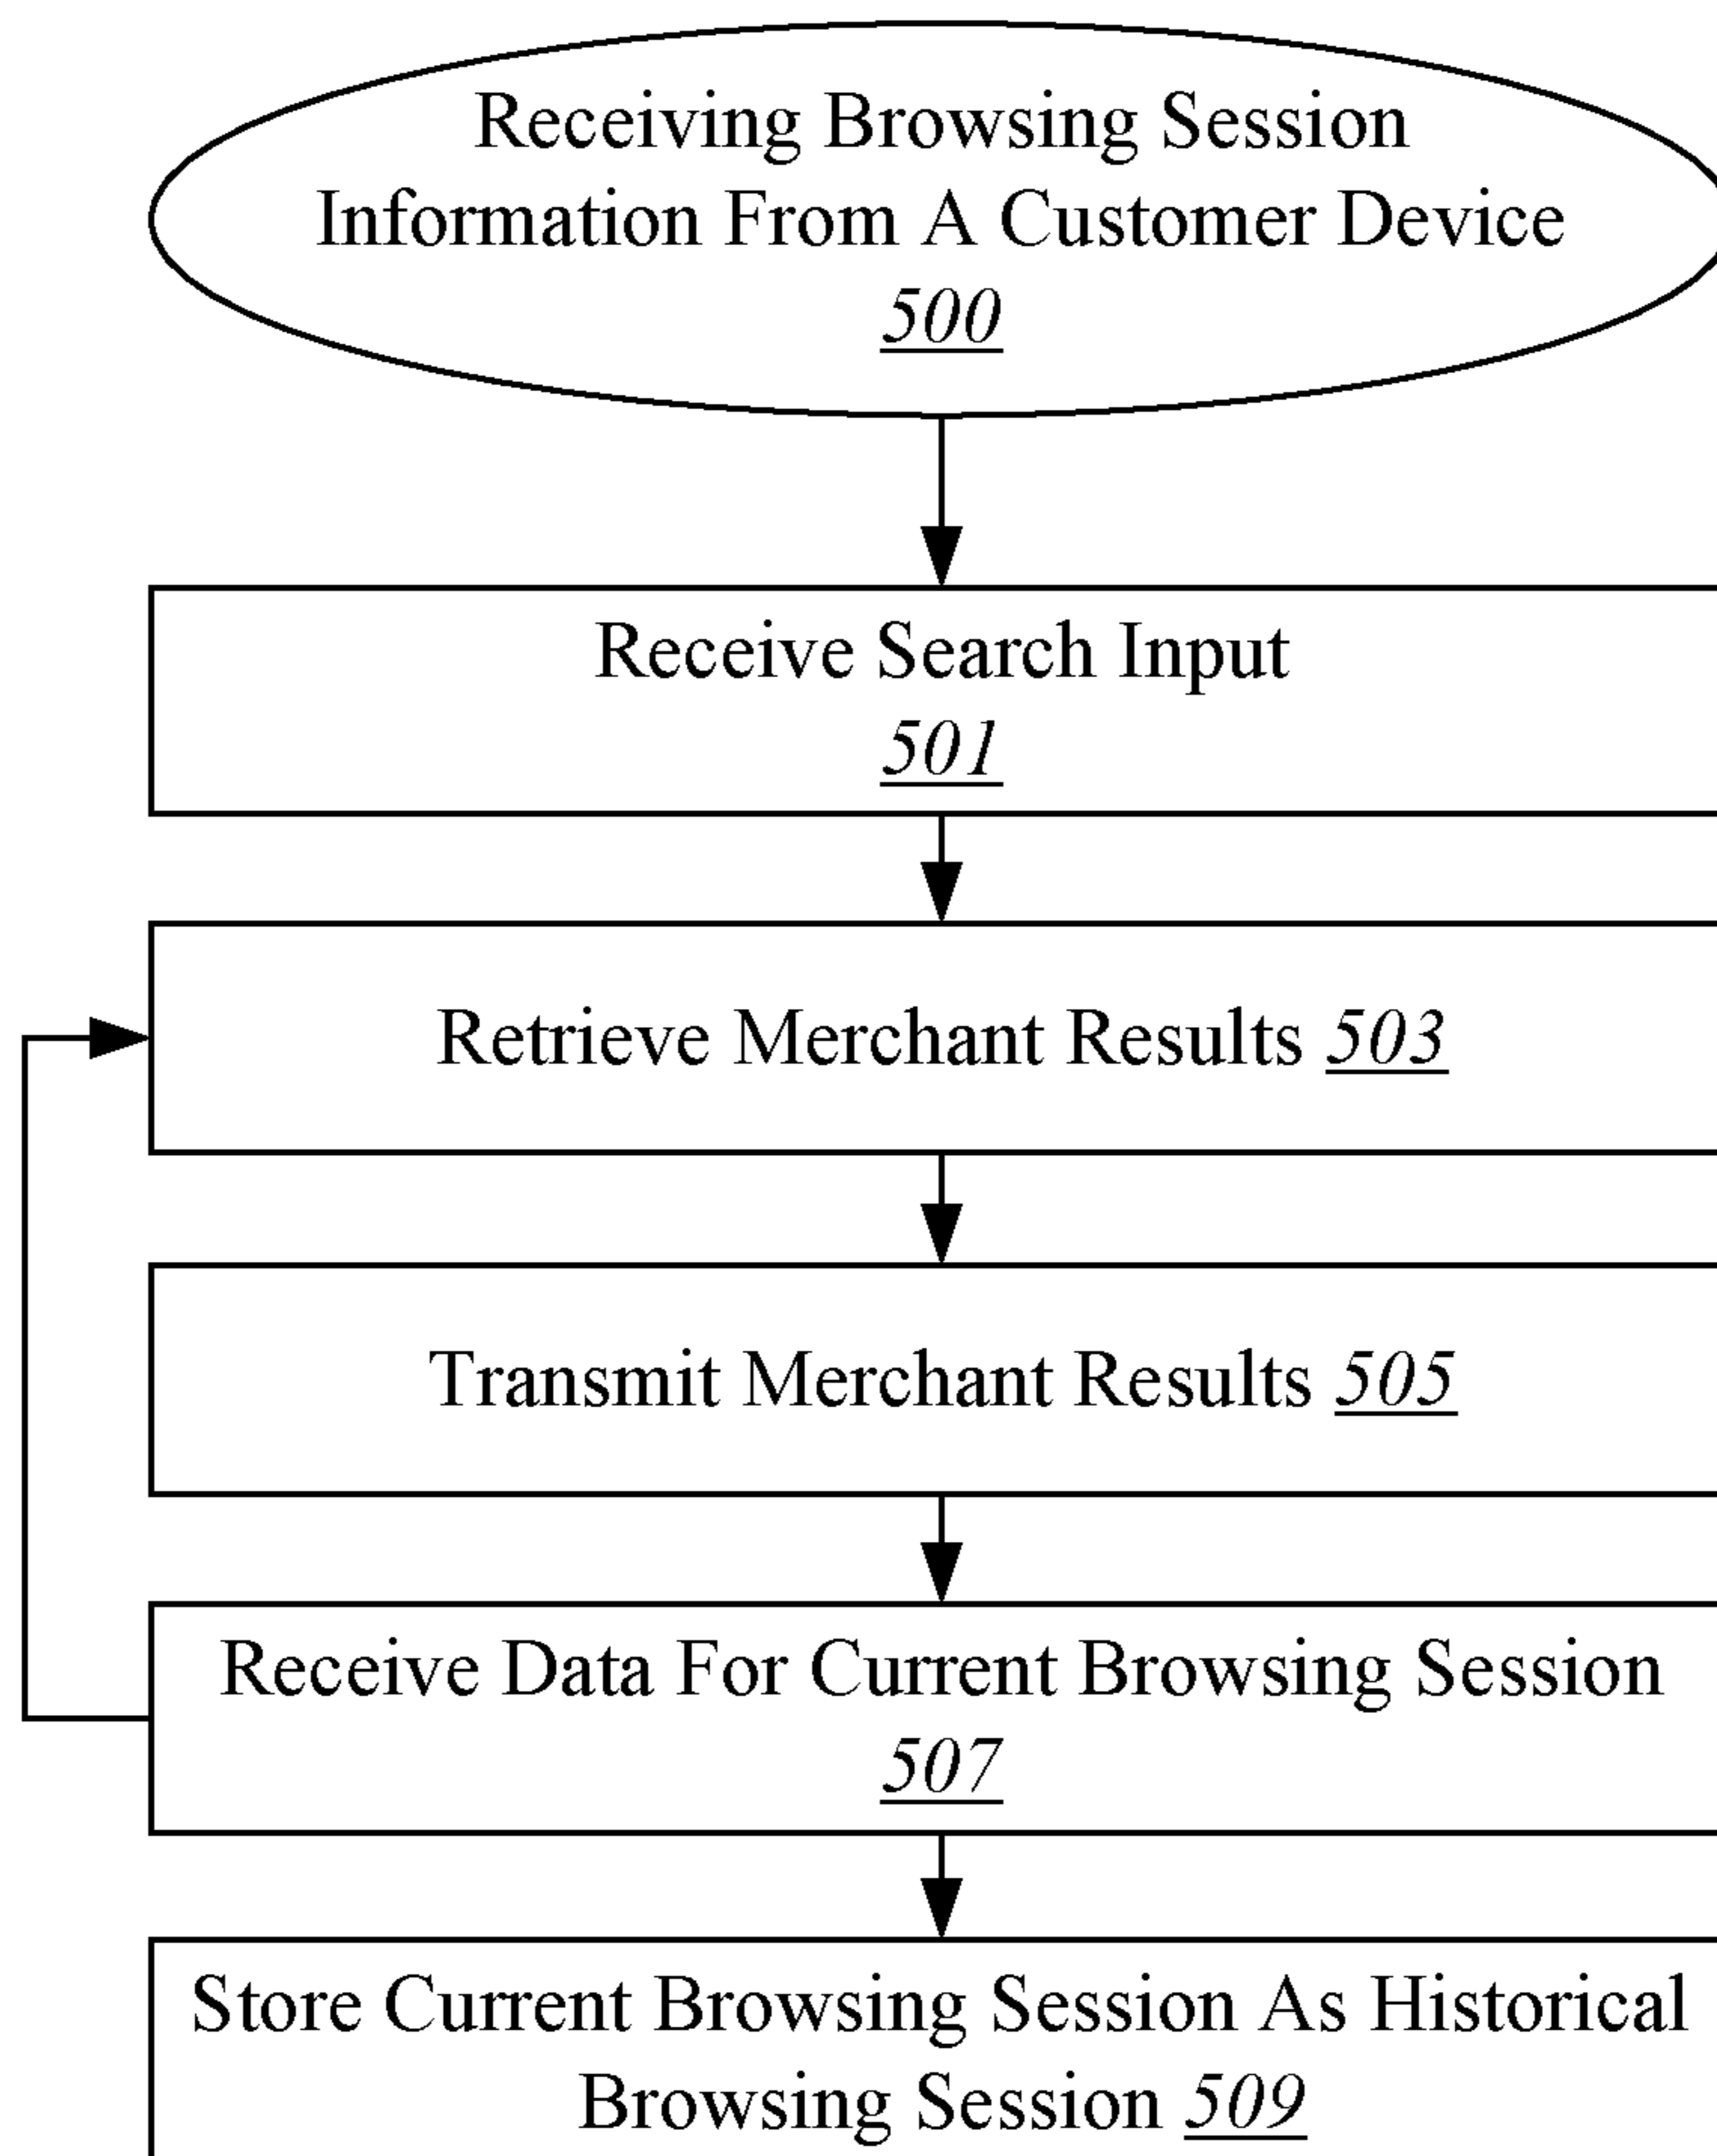 Receiving Browsing Session
Information From A Customer Device
500
Receive Search Input
501
Retrieve Merchant Results 503
Transmit Merchant Results 505
Receive Data For Current Browsing Session
507
Store Current Browsing Session As Historical
Browsing Session 509